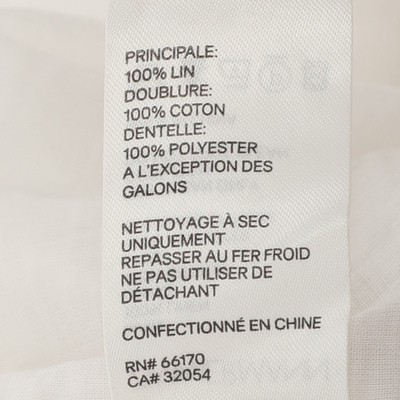 PRINCIPALE:
100% LIN
DOUBLURE:
100% COTON
DENTELLE:
100% POLYESTER
A L'EXCEPTION DES
GALONS
NETTOYAGE À SEC
UNIQUEMENT
REPASSER AU FER FROID
NE PAS UTILISER DE
DÉTACHANT
CONFECTIONNÉ EN CHINE
RN# 66170
CA# 32054